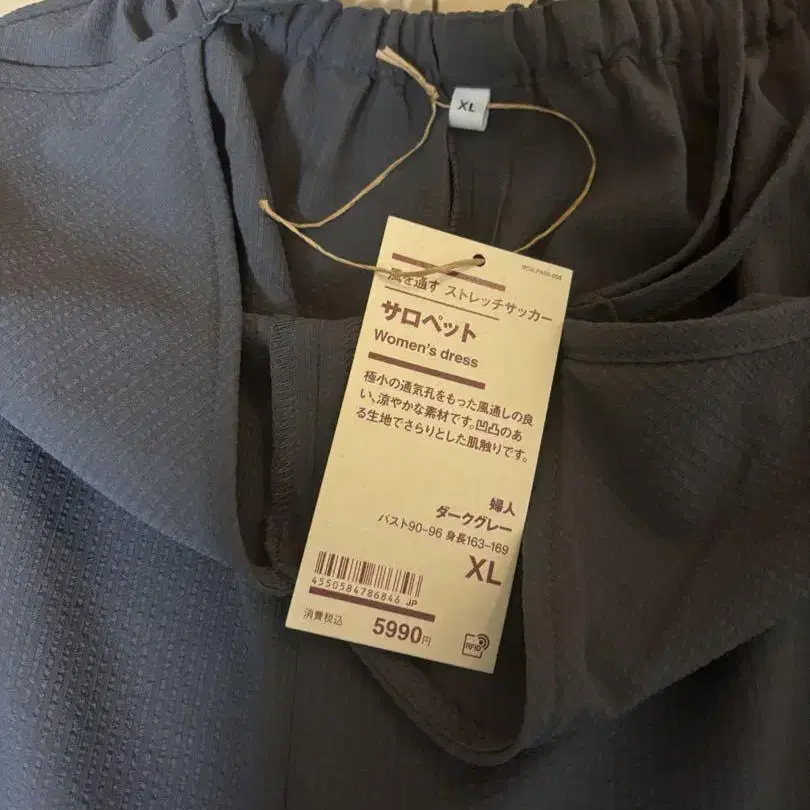 XL
風を通す ストレッチサッカー
サロペット
Women's dress
極小の通気孔をもった風通しの良
い、涼やかな素材です。凹凸のあ
る生地でさらりとした肌触りです。
婦人
ダークグレー
バスト90-96 身長163-169
XL
4550584786846 JP
消費税込 5990円
RFID